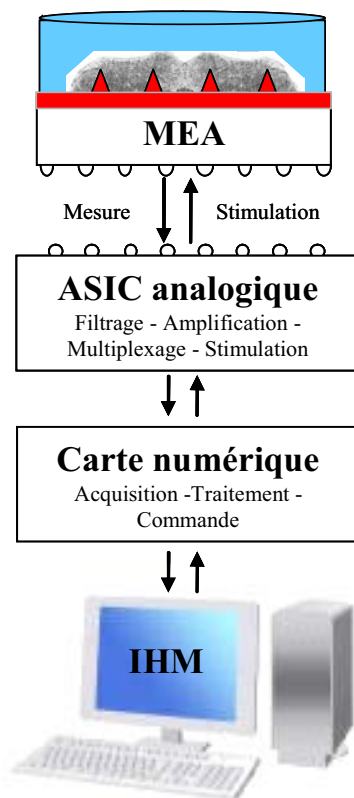 MEA
Mesure Stimulation
ASIC analogique
Filtrage - Amplification -
Multiplexage - Stimulation
Carte numérique
Acquisition -Traitement -
Commande
IHM